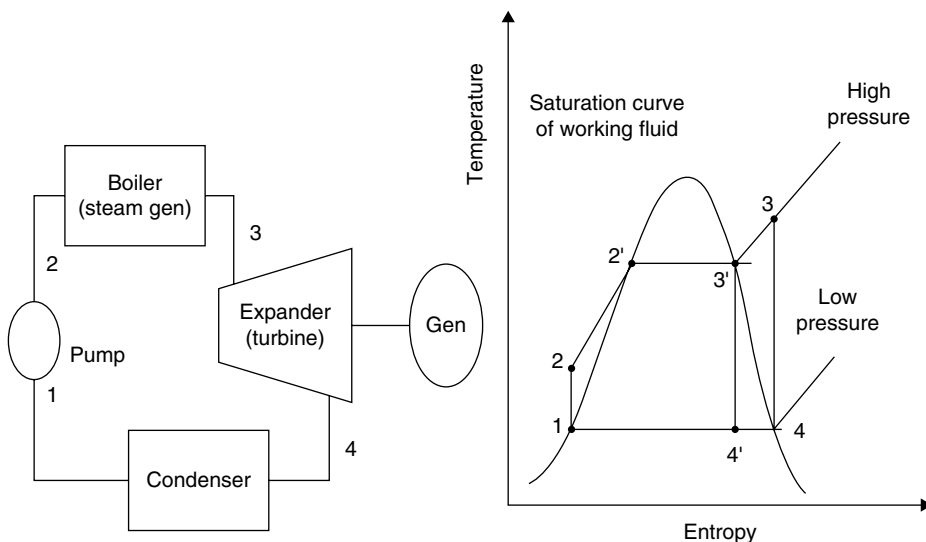 Boiler
(steam gen)
2
3
Pump
1
Expander
(turbine)
Gen
4
Condenser
Temperature
Saturation curve
of working fluid
High
pressure
3
2'
3'
Low
pressure
2
1
4'
4
Entropy